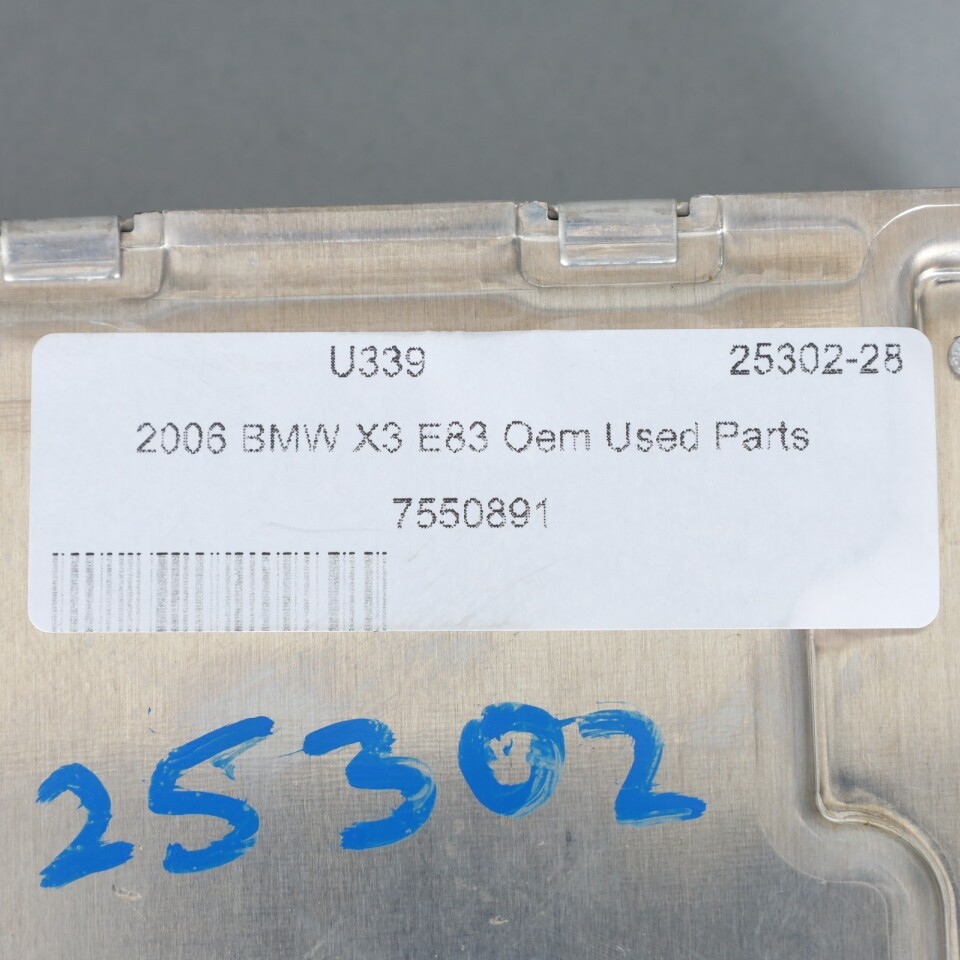 U339 25302-28
2006 BMW X3 E83 Oem Used Parts
7550891
25302